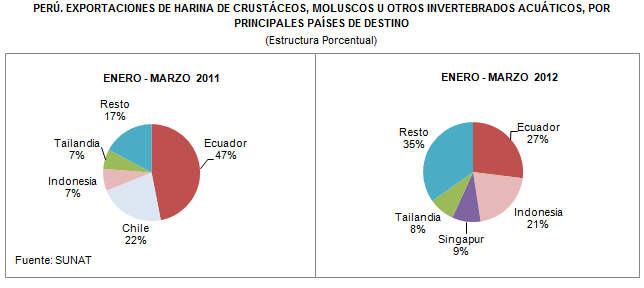 PERÚ. EXPORTACIONES DE HARINA DE CRUSTÁCEOS, MOLUSCOS U OTROS INVERTEBRADOS ACUÁTICOS, POR
PRINCIPALES PAÍSES DE DESTINO
(Estructura Porcentual)
ENERO - MARZO 2011
Resto
17%
Ecuador
47%
Tailandia
7%
Indonesia
7%
Chile
22%
Fuente: SUNAT
ENERO - MARZO 2012
Ecuador
27%
Resto
35%
Indonesia
21%
Tailandia
8%
Singapur
9%